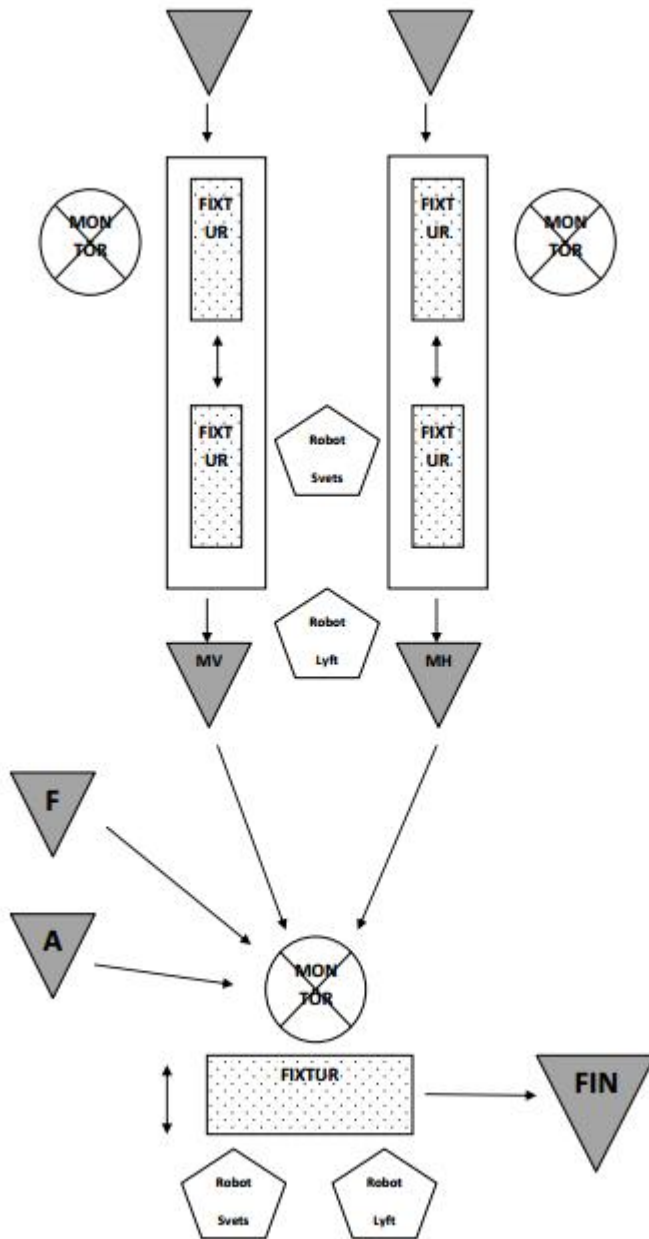 FIXT
UR
FIXT
UR
MON
TOR
MON
TOR
FIXT
UR
Robot
Svets
FIXT
UR
Robot
Lyft
MV
MH
F
A
MON
TOR
FIXTUR
FIN
Robot
Svets
Robot
Lyft